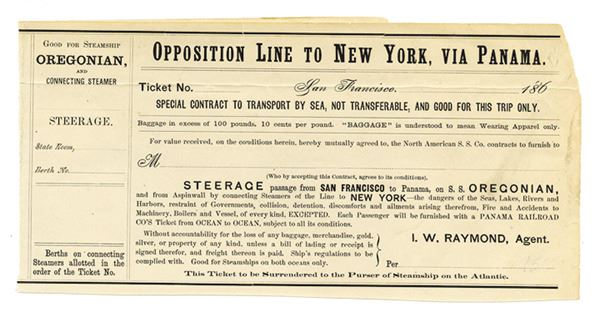 Good for Steamship
OREGONIAN,
AND
CONNECTING STEAMER
STEERAGE.
State Room,
Berth No.
Berths on connecting
Steamers allotted in the
order of the Ticket No.
OPPOSITION LINE TO NEW YORK, VIA PANAMA.
Ticket No. San Francisco. 186
SPECIAL CONTRACT TO TRANSPORT BY SEA, NOT TRANSFERABLE, AND GOOD FOR THIS TRIP ONLY.
Baggage in excess of 100 pounds, 10 cents per pound. "BAGGAGE" is understood to mean Wearing Apparel only.
For value received, on the conditions herein, hereby mutually agreed to, the North American S. S. Co. contracts to furnish to
M
(Who by accepting this Contract, agrees to its conditions).
STEERAGE passage from SAN FRANCISCO to Panama, on S. S. OREGONIAN,
and from Aspinwall by connecting Steamers of the Line to NEW YORK—the dangers of the Seas, Lakes, Rivers and
Harbors, restraint of Governments, collision, detention, discomforts and ailments arising therefrom, Fire and Accidents to
Machinery, Boilers and Vessel, of every kind, EXCEPTED. Each Passenger will be furnished with a PANAMA RAILROAD
CO'S Ticket from OCEAN to OCEAN, subject to all its conditions.
Without accountability for the loss of any baggage, merchandise, gold,
silver, or property of any kind, unless a bill of lading or receipt is
signed therefor, and freight thereon is paid. Ship's regulations to be
complied with. Good for Steamships on both oceans only.
I. W. RAYMOND, Agent.
Per
This Ticket to be Surrendered to the Purser of Steamship on the Atlantic.